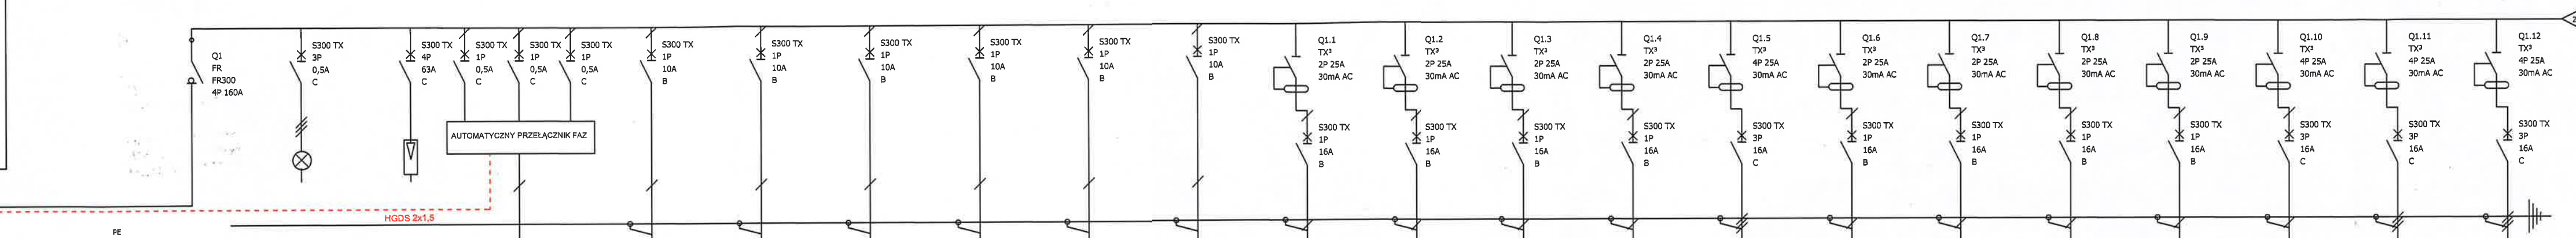 Q1
FR
FR300
4P 160A
S300 TX
3P
0,5A
C
S300 TX
4P
63A
C
S300 TX
1P
0,5A
C
S300 TX
1P
0,5A
C
S300 TX
1P
0,5A
C
S300 TX
1P
10A
B
S300 TX
1P
10A
B
S300 TX
1P
10A
B
S300 TX
1P
10A
B
S300 TX
1P
10A
B
S300 TX
1P
10A
B
Q1.1
TX³
2P 25A
30mA AC
S300 TX
1P
16A
B
Q1.2
TX³
2P 25A
30mA AC
S300 TX
1P
16A
B
Q1.3
TX³
2P 25A
30mA AC
S300 TX
1P
16A
B
Q1.4
TX³
2P 25A
30mA AC
S300 TX
1P
16A
B
Q1.5
TX³
4P 25A
30mA AC
S300 TX
3P
16A
C
Q1.6
TX³
2P 25A
30mA AC
S300 TX
1P
16A
B
Q1.7
TX³
2P 25A
30mA AC
S300 TX
1P
16A
B
Q1.8
TX³
2P 25A
30mA AC
S300 TX
1P
16A
B
Q1.9
TX³
2P 25A
30mA AC
S300 TX
1P
16A
B
Q1.10
TX³
4P 25A
30mA AC
S300 TX
3P
16A
C
Q1.11
TX³
4P 25A
30mA AC
S300 TX
3P
16A
C
Q1.12
TX³
4P 25A
30mA AC
S300 TX
3P
16A
C
AUTOMATYCZNY PRZEŁĄCZNIK FAZ
HGDS 2x1,5
PE